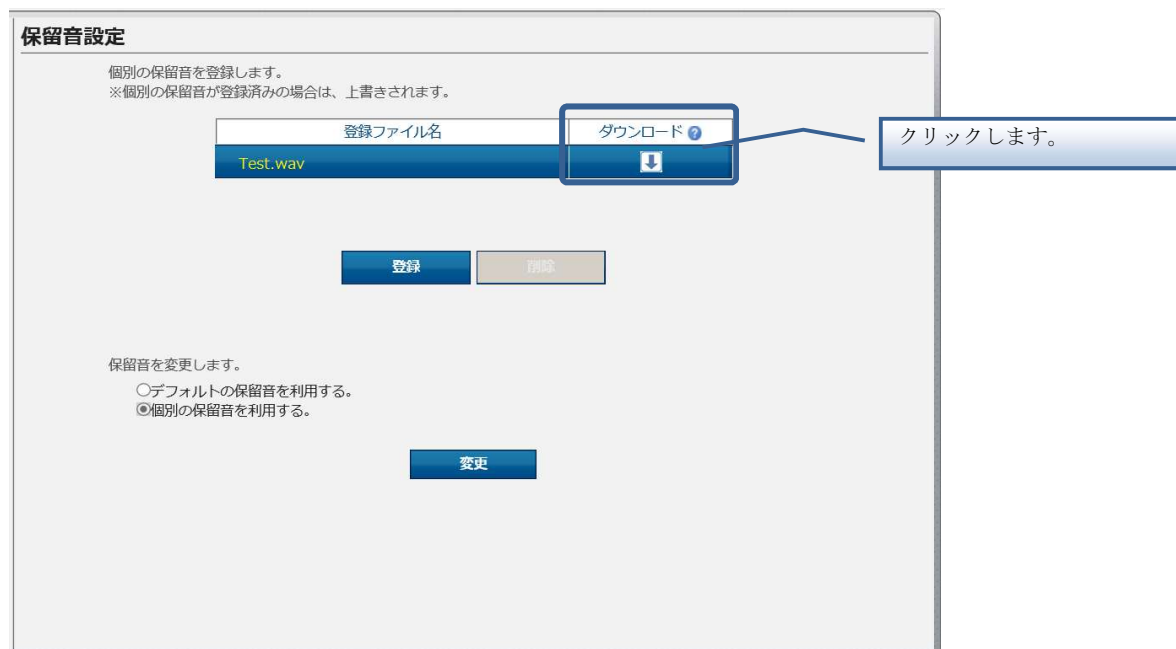 保留音設定
個別の保留音を登録します。
※個別の保留音が登録済みの場合は、上書きされます。
登録ファイル名 ダウンロード ?
クリックします。
Test.wav
登録 削除
保留音を変更します。
○デフォルトの保留音を利用する。
◉個別の保留音を利用する。
変更